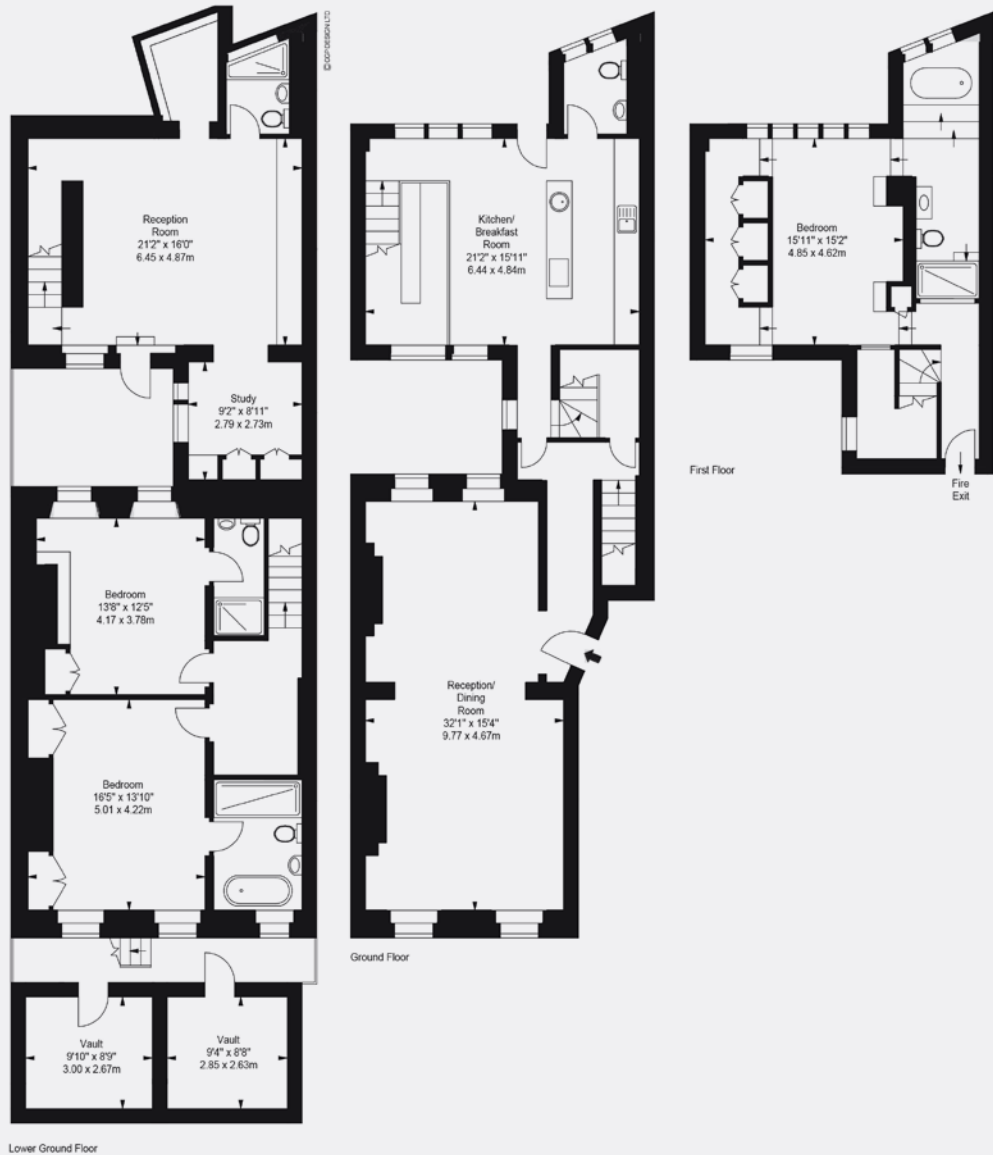 © CCP DESIGN LTD
Reception
Room
21'2" x 16'0"
6.45 x 4.87m
Study
9'2" x 8'11"
2.79 x 2.73m
Bedroom
13'8" x 12'5"
4.17 x 3.78m
Bedroom
16'5" x 13'10"
5.01 x 4.22m
Vault
9'10" x 8'9"
3.00 x 2.67m
Vault
9'4" x 8'8"
2.85 x 2.63m
Lower Ground Floor
Kitchen/
Breakfast
Room
21'2" x 15'11"
6.44 x 4.84m
Reception/
Dining
Room
32'1" x 15'4"
9.77 x 4.67m
Ground Floor
Bedroom
15'11" x 15'2"
4.85 x 4.62m
First Floor
Fire
Exit